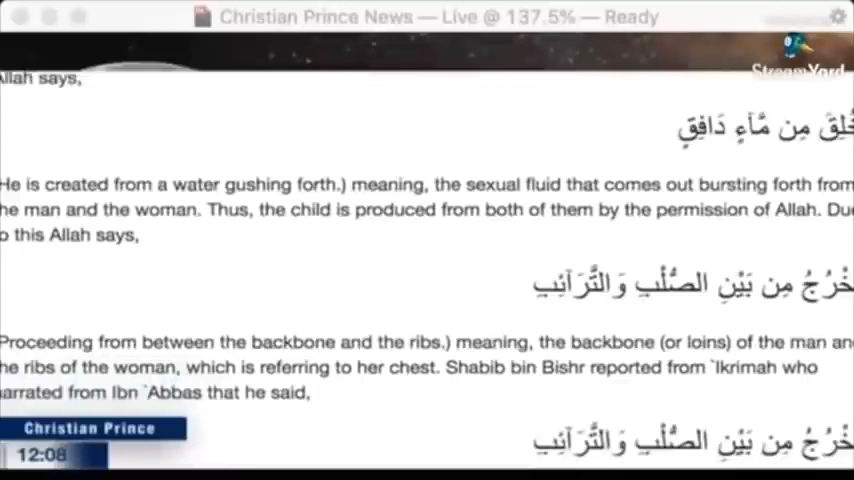 Christian Prince News — Live @ 137.5% — Ready
StreamYard
Allah says,
خُلِقَ مِن مَّآءٍ دَافِقٍ
He is created from a water gushing forth.) meaning, the sexual fluid that comes out bursting forth from
he man and the woman. Thus, the child is produced from both of them by the permission of Allah. Due
o this Allah says,
خْرُجُ مِن بَيْنِ الصُّلْبِ وَالتَّرَآئِبِ
Proceeding from between the backbone and the ribs.) meaning, the backbone (or loins) of the man and
he ribs of the woman, which is referring to her chest. Shabib bin Bishr reported from `Ikrimah who
arrated from Ibn `Abbas that he said,
خْرُجُ مِن بَيْنِ الصُّلْبِ وَالتَّرَآئِبِ
Christian Prince
12:08